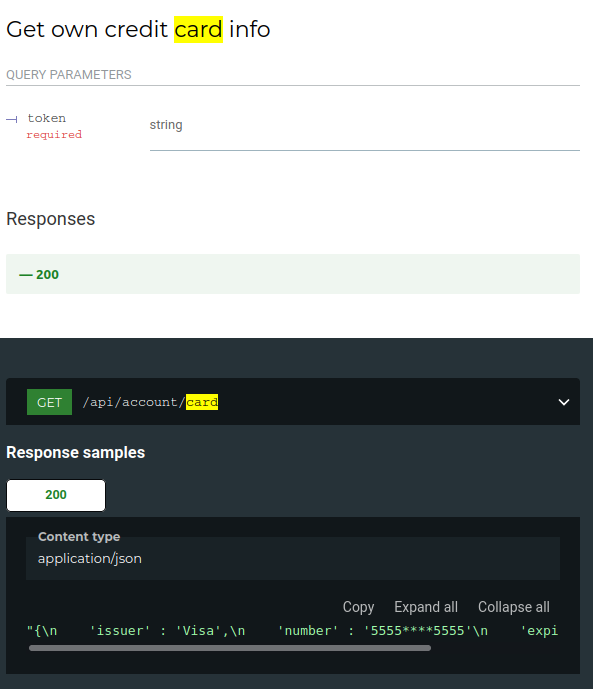 Get own credit card info
QUERY PARAMETERS
token
required
string
Responses
— 200
GET /api/account/card
Response samples
200
Content type
application/json
Copy Expand all Collapse all
"{\n    'issuer' : 'Visa',\n    'number' : '5555****5555'\n    'expi